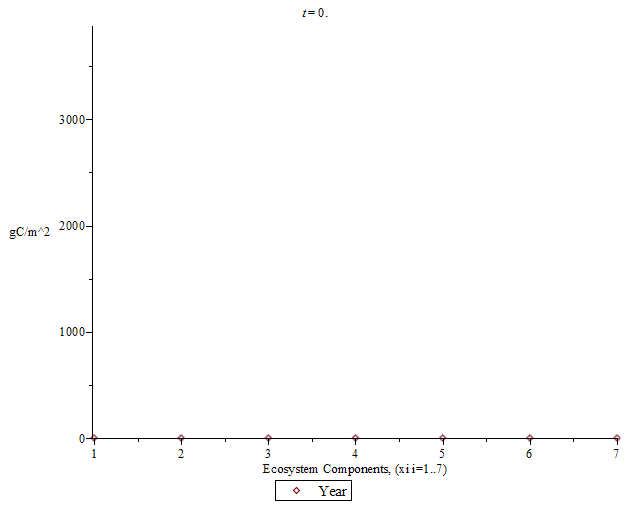 t = 0.
3000
2000
1000
0
gC/m^2
1 2 3 4 5 6 7
Ecosystem Components, (xi i=1..7)
Year